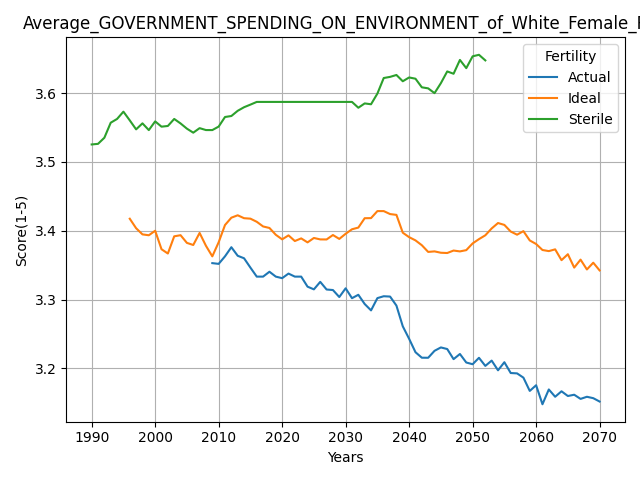 Average_GOVERNMENT_SPENDING_ON_ENVIRONMENT_of_White_Female_
Fertility
Actual
Ideal
Sterile
Score(1-5)
3.6
3.5
3.4
3.3
3.2
1990 2000 2010 2020 2030 2040 2050 2060 2070
Years